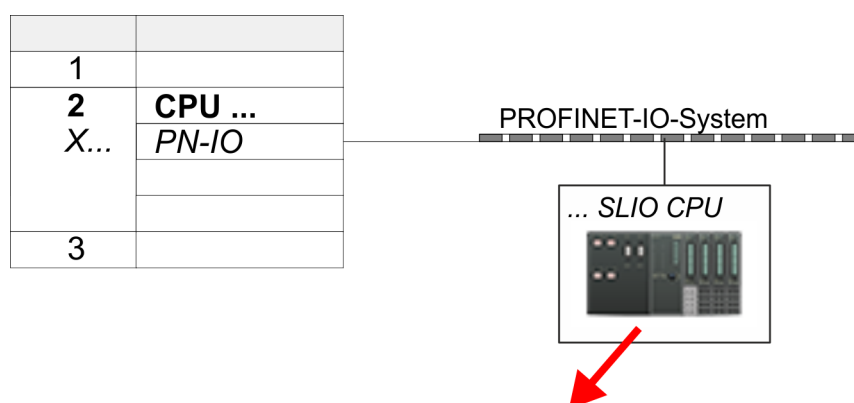 1
2 CPU ...
X... PN-IO
3
PROFINET-IO-System
... SLIO CPU